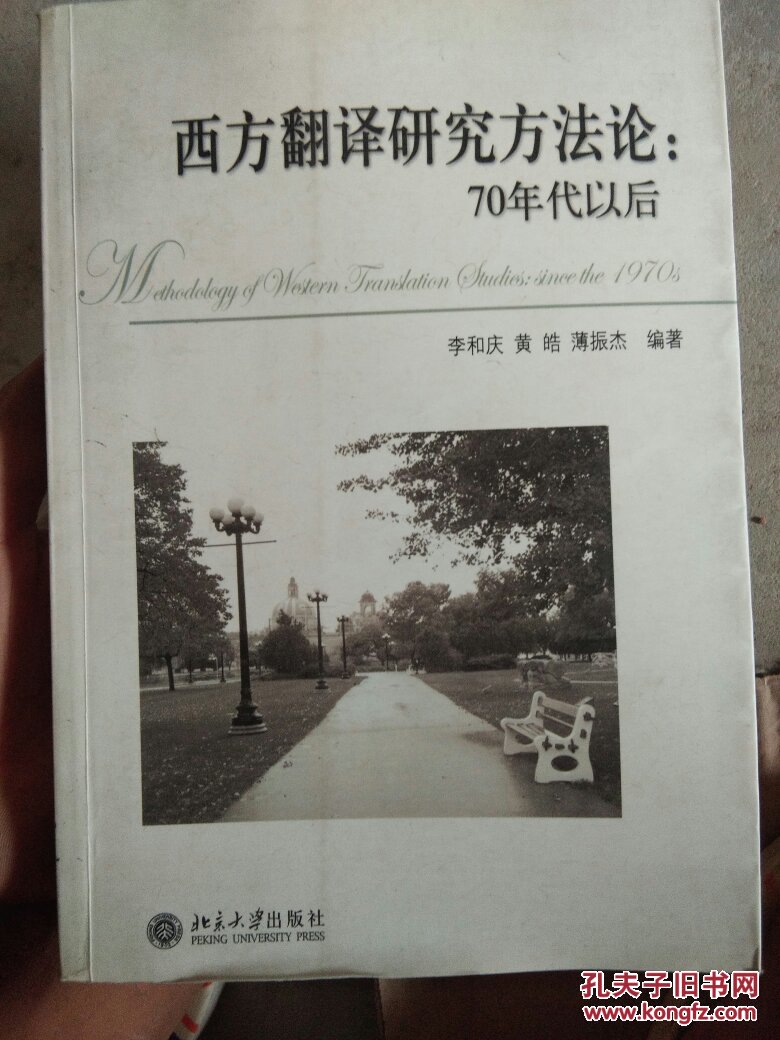 西方翻译研究方法论：
70年代以后
Methodology of Western Translation Studies: since the 1970s
李和庆 黄 皓 薄振杰 编著
北京大学出版社
PEKING UNIVERSITY PRESS
孔夫子旧书网
www.kongfz.com